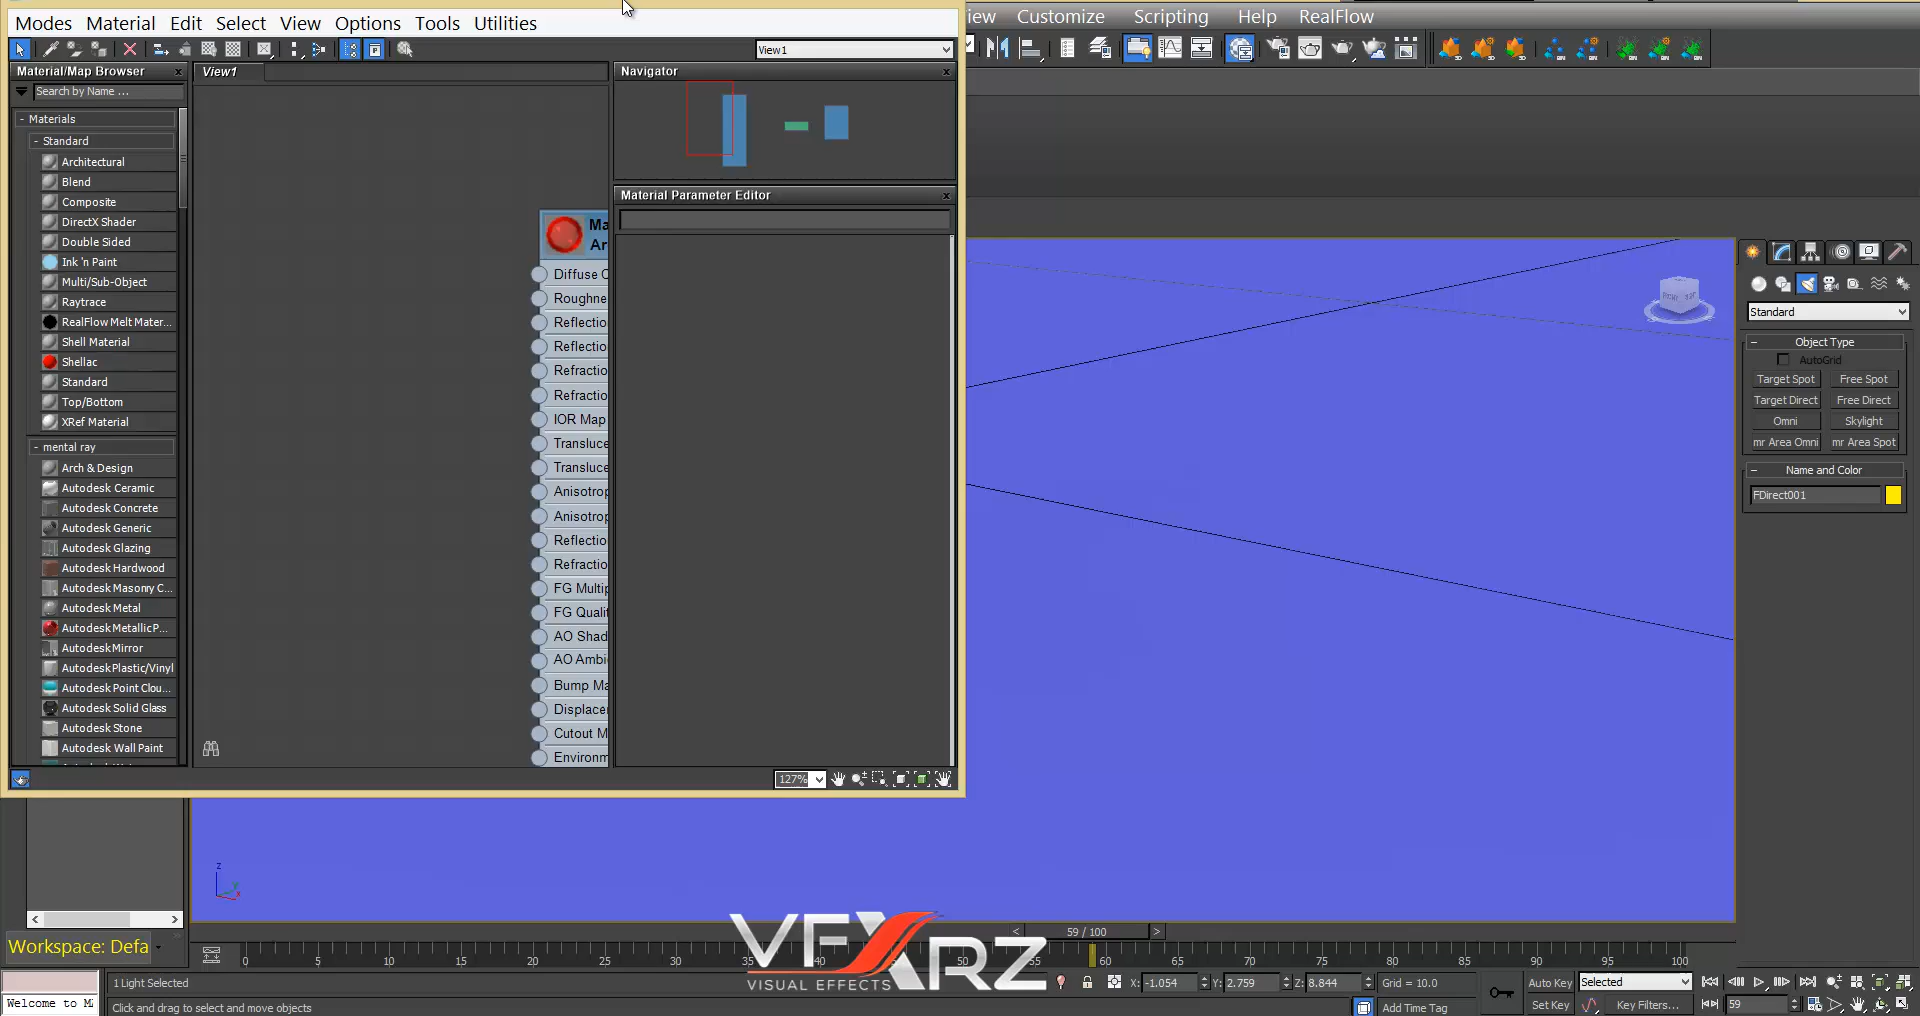 Modes Material Edit Select View Options Tools Utilities
Customize Scripting Help RealFlow
View1
Material/Map Browser
View1
Navigator
Search by Name ...
- Materials
- Standard
Architectural
Blend
Composite
DirectX Shader
Double Sided
Ink 'n Paint
Multi/Sub-Object
Raytrace
RealFlow Melt Mater...
Shell Material
Shellac
Standard
Top/Bottom
XRef Material
- mental ray
Arch & Design
Autodesk Ceramic
Autodesk Concrete
Autodesk Generic
Autodesk Glazing
Autodesk Hardwood
Autodesk Masonry C...
Autodesk Metal
Autodesk MetallicP...
Autodesk Mirror
Autodesk Plastic/Vinyl
Autodesk Point Clou...
Autodesk Solid Glass
Autodesk Stone
Autodesk Wall Paint
Ma
Ar
Diffuse C
Roughne
Reflectio
Reflectio
Refractio
Refractio
IOR Map
Transluce
Transluce
Anisotrop
Anisotrop
Reflectio
Refractio
FG Multip
FG Qualit
AO Shad
AO Ambi
Bump Ma
Displacer
Cutout M
Environm
Material Parameter Editor
127%
Standard
- Object Type
AutoGrid
Target Spot Free Spot
Target Direct Free Direct
Omni Skylight
mr Area Omni mr Area Spot
- Name and Color
FDirect001
z
Workspace: Defa
< 59 / 100 >
0 5 10 15 20 25 30 35 40 45 50 55 60 65 70 75 80 85 90 95 100
VFXARZ
VISUAL EFFECTS
1 Light Selected
X: -1.054 Y: 2.759 Z: 8.844 Grid = 10.0
Auto Key Selected
Welcome to M
Click and drag to select and move objects
Add Time Tag
Set Key Key Filters...
59